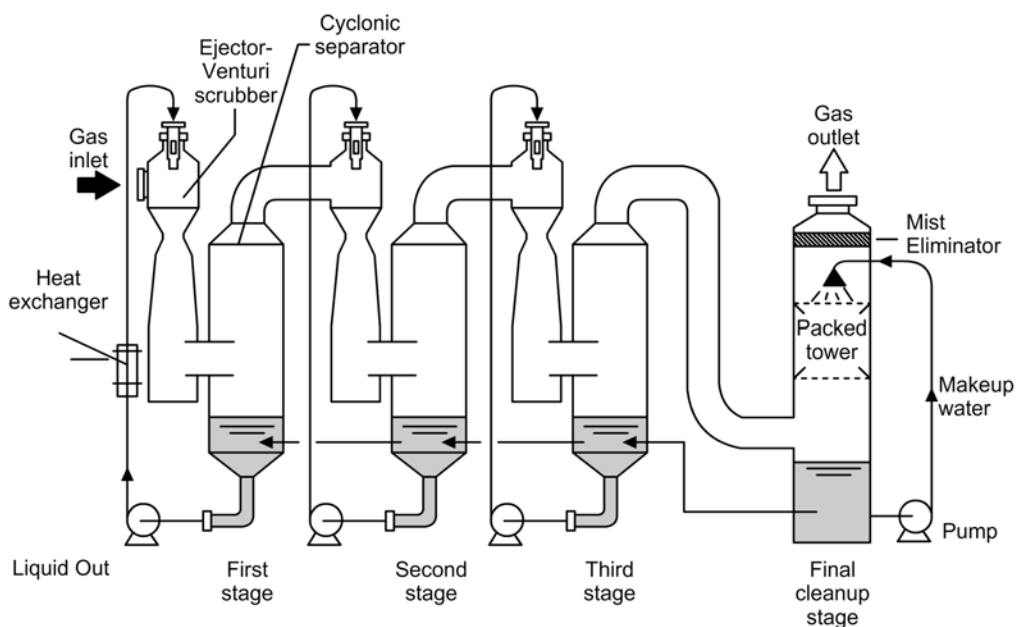 Cyclonic
separator
Ejector-
Venturi
scrubber
Gas
inlet
Heat
exchanger
Gas
outlet
Mist
Eliminator
Packed
tower
Makeup
water
Pump
Liquid Out
First
stage
Second
stage
Third
stage
Final
cleanup
stage